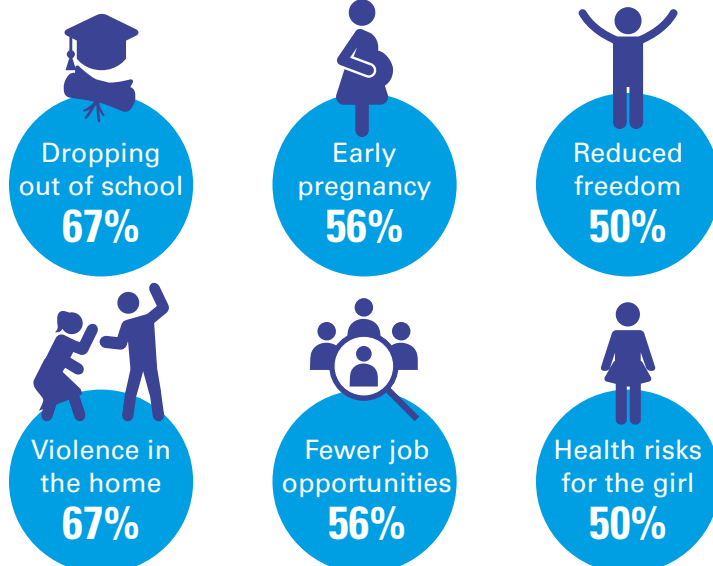 Dropping
out of school
67%
Early
pregnancy
56%
Reduced
freedom
50%
Violence in
the home
67%
Fewer job
opportunities
56%
Health risks
for the girl
50%